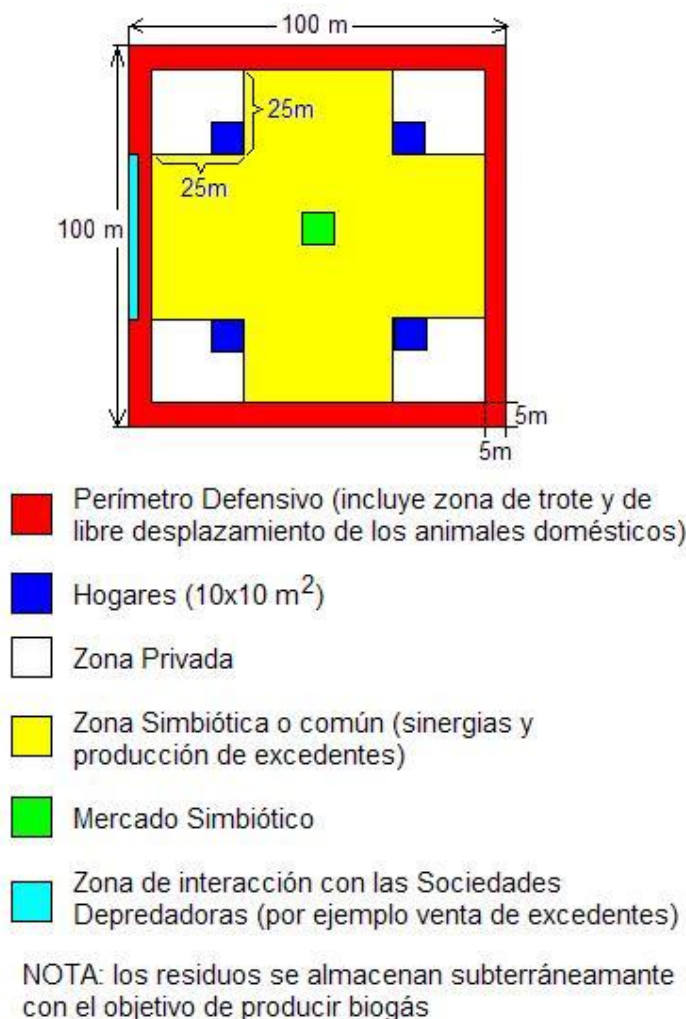 100 m
25m
25m
100 m
5m
5m
Perímetro Defensivo (incluye zona de trote y de
libre desplazamiento de los animales domésticos)
Hogares (10x10 m²)
Zona Privada
Zona Simbiótica o común (sinergias y
producción de excedentes)
Mercado Simbiótico
Zona de interacción con las Sociedades
Depredadoras (por ejemplo venta de excedentes)
NOTA: los residuos se almacenan subterráneamante
con el objetivo de producir biogás